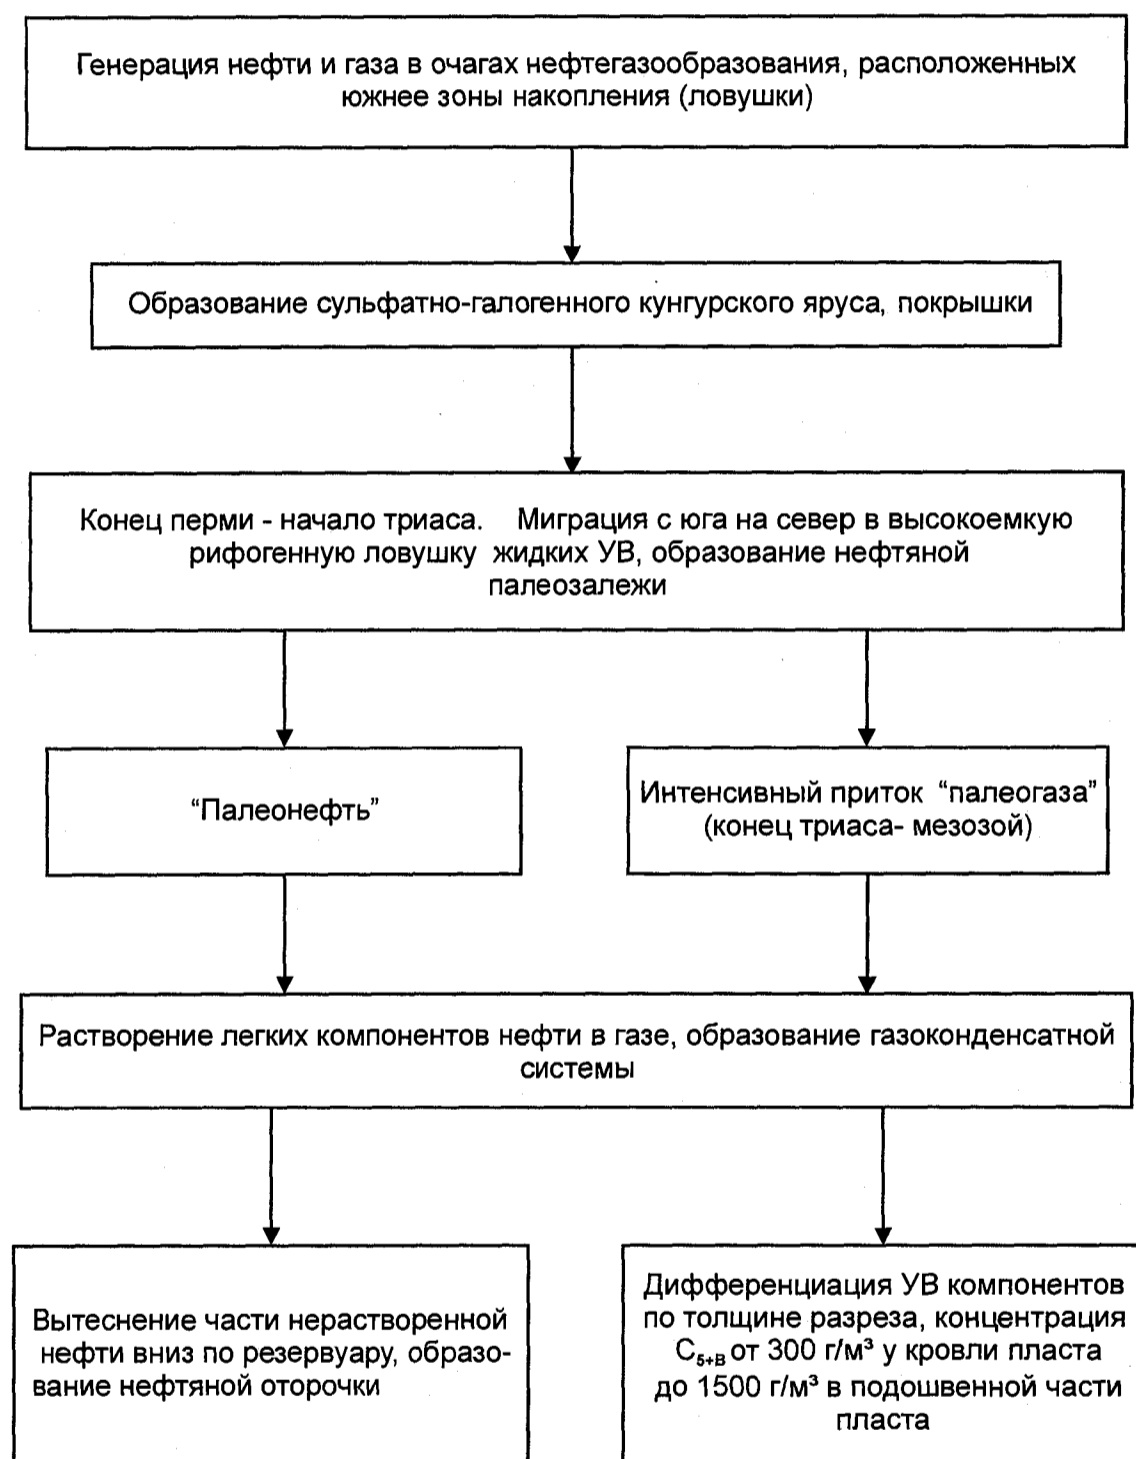 Генерация нефти и газа в очагах нефтегазообразования, расположенных
южнее зоны накопления (ловушки)
Образование сульфатно-галогенного кунгурского яруса, покрышки
Конец перми - начало триаса. Миграция с юга на север в высокоемкую
рифогенную ловушку жидких УВ, образование нефтяной
палеозалежи
“Палеонефть”
Интенсивный приток “палеогаза”
(конец триаса- мезозой)
Растворение легких компонентов нефти в газе, образование газоконденсатной
системы
Вытеснение части нерастворенной
нефти вниз по резервуару, образо-
вание нефтяной оторочки
Дифференциация УВ компонентов
по толщине разреза, концентрация
C₅₊в от 300 г/м³ у кровли пласта
до 1500 г/м³ в подошвенной части
пласта